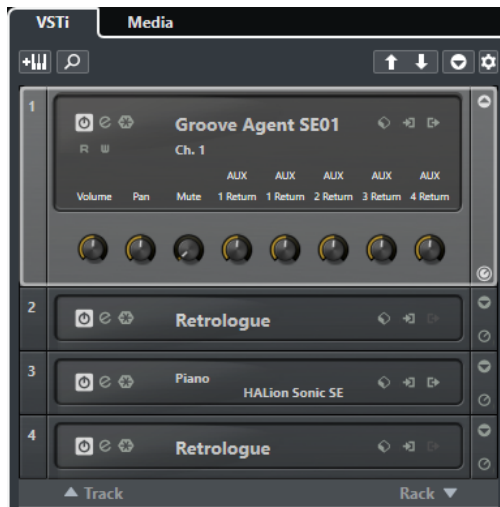 VSTi Media
1
Groove Agent SE01
R W Ch. 1
AUX AUX AUX AUX AUX
Volume Pan Mute 1 Return 1 Return 2 Return 3 Return 4 Return
2
Retrologue
3
Piano
HALion Sonic SE
4
Retrologue
Track Rack